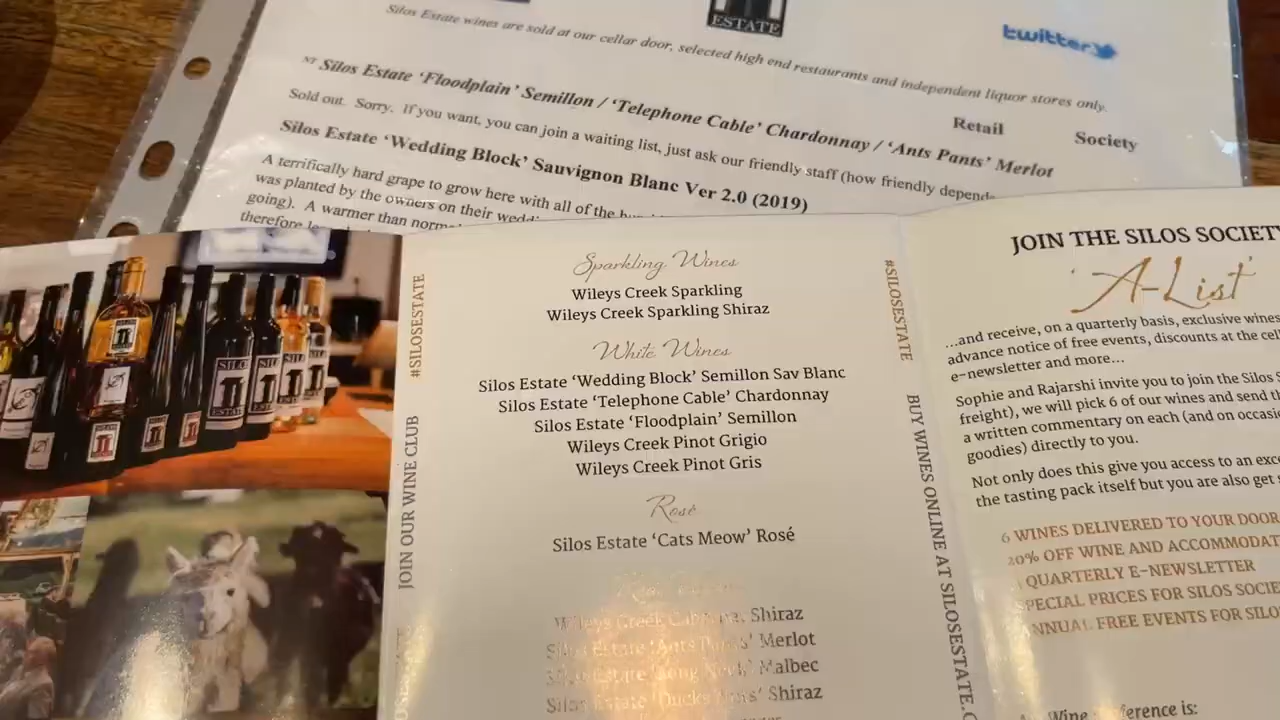 ESTATE
twitter
Silos Estate wines are sold at our cellar door, selected high end restaurants and independent liquor stores only.
Retail
Society
NT Silos Estate 'Floodplain' Semillon / 'Telephone Cable' Chardonnay / 'Ants Pants' Merlot
Sold out. Sorry. If you want, you can join a waiting list, just ask our friendly staff (how friendly depends
Silos Estate 'Wedding Block' Sauvignon Blanc Ver 2.0 (2019)
A terrifically hard grape to grow here with all of the
was planted by the owners on their
going). A warmer than
therefore
#SILOSESTATE
JOIN OUR WINE CLUB
Sparkling Wines
Wileys Creek Sparkling
Wileys Creek Sparkling Shiraz
White Wines
Silos Estate 'Wedding Block' Semillon Sav Blanc
Silos Estate 'Telephone Cable' Chardonnay
Silos Estate 'Floodplain' Semillon
Wileys Creek Pinot Grigio
Wileys Creek Pinot Gris
Rosé
Silos Estate 'Cats Meow' Rosé
Wileys Creek Shiraz
Silos Estate 'Ants Pants' Merlot
Silos Estate 'Long Neck' Malbec
Silos Estate 'Ducks Nuts' Shiraz
#SILOSESTATE
BUY WINES ONLINE AT SILOSESTATE.C
JOIN THE SILOS SOCIETY
'A-List'
...and receive, on a quarterly basis, exclusive wines
advance notice of free events, discounts at the
e-newsletter and more...
Sophie and Rajarshi invite you to join the Silos
freight), we will pick 6 of our wines and send
a written commentary on each (and on
goodies) directly to you.
Not only does this give you access to an
the tasting pack itself but you are also get
6 WINES DELIVERED TO YOUR DOOR
20% OFF WINE AND
QUARTERLY E-NEWSLETTER
SPECIAL PRICES FOR SILOS
ANNUAL FREE EVENTS FOR SILO
Wine is:
SILO
ESTATE